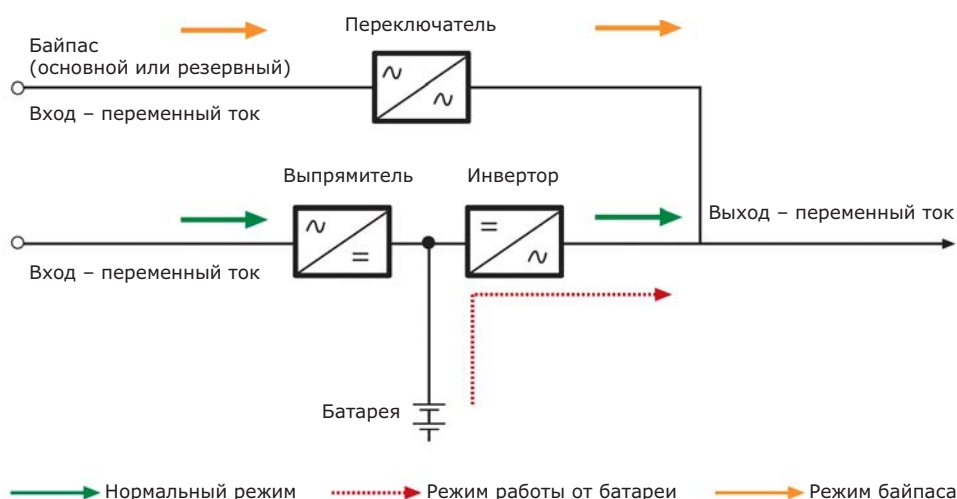 Переключатель
Байпас
(основной или резервный)
Вход – переменный ток
Выпрямитель
Инвертор
Выход – переменный ток
Вход – переменный ток
Батарея
Нормальный режим
Режим работы от батареи
Режим байпаса